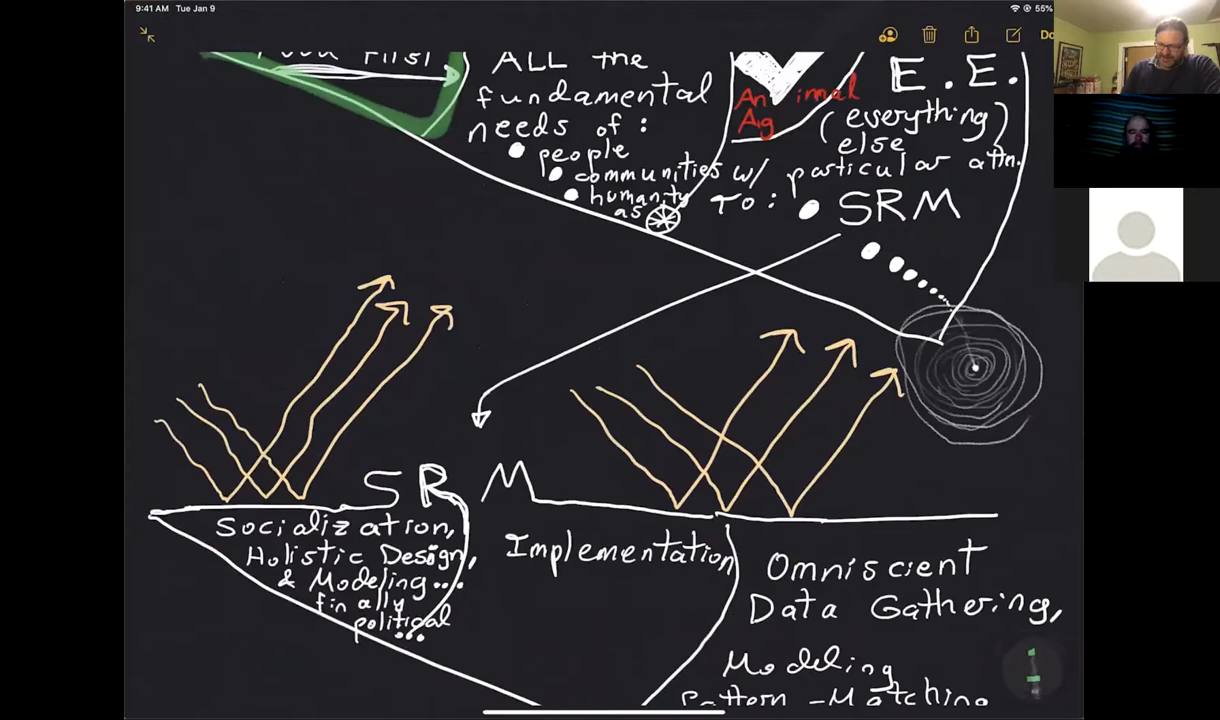 9:41 AM Tue Jan 9
55%
Food First
ALL the
fundamental
needs of:
people
communities
humanity
as
Animal
Ag
E. E.
(everything)
else
w/ particular attn.
TO: SRM
SRM
Socialization,
Holistic Design,
& Modeling...
finally
political
...
Implementation
Omniscient
Data Gathering,
Modeling
Pattern-Matching